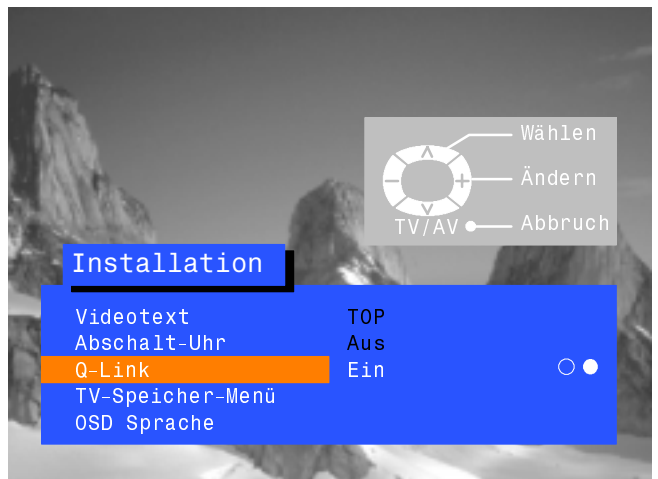 Wählen
Ändern
TV/AV Abbruch
Installation
Videotext TOP
Abschalt-Uhr Aus
Q-Link Ein
TV-Speicher-Menü
OSD Sprache